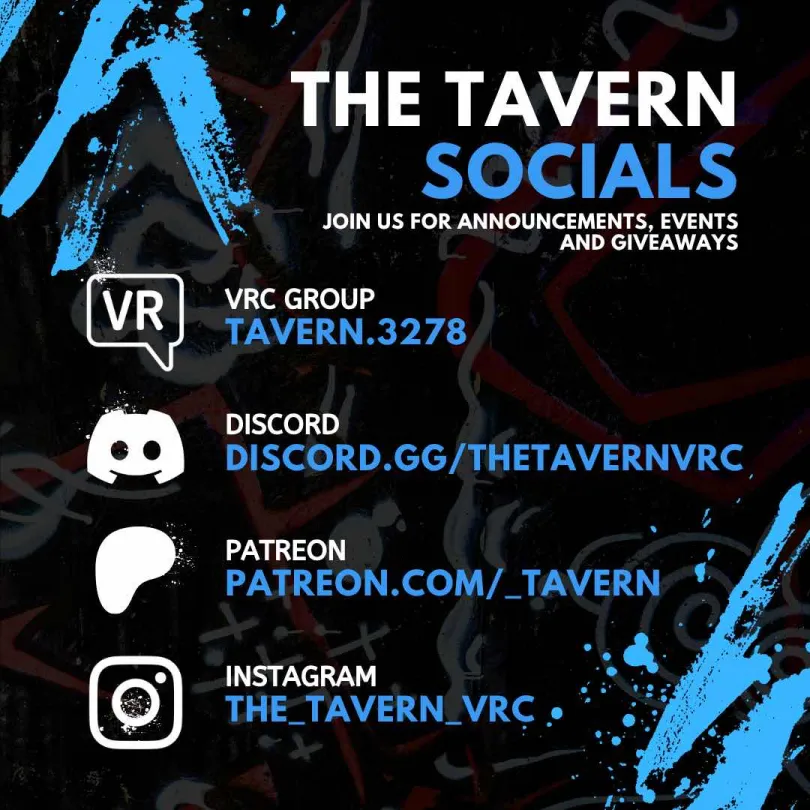 THE TAVERN
SOCIALS
JOIN US FOR ANNOUNCEMENTS, EVENTS
AND GIVEAWAYS
VR
VRC GROUP
TAVERN.3278
DISCORD
DISCORD.GG/THETAVERNVRC
PATREON
PATREON.COM/_TAVERN
INSTAGRAM
THE_TAVERN_VRC